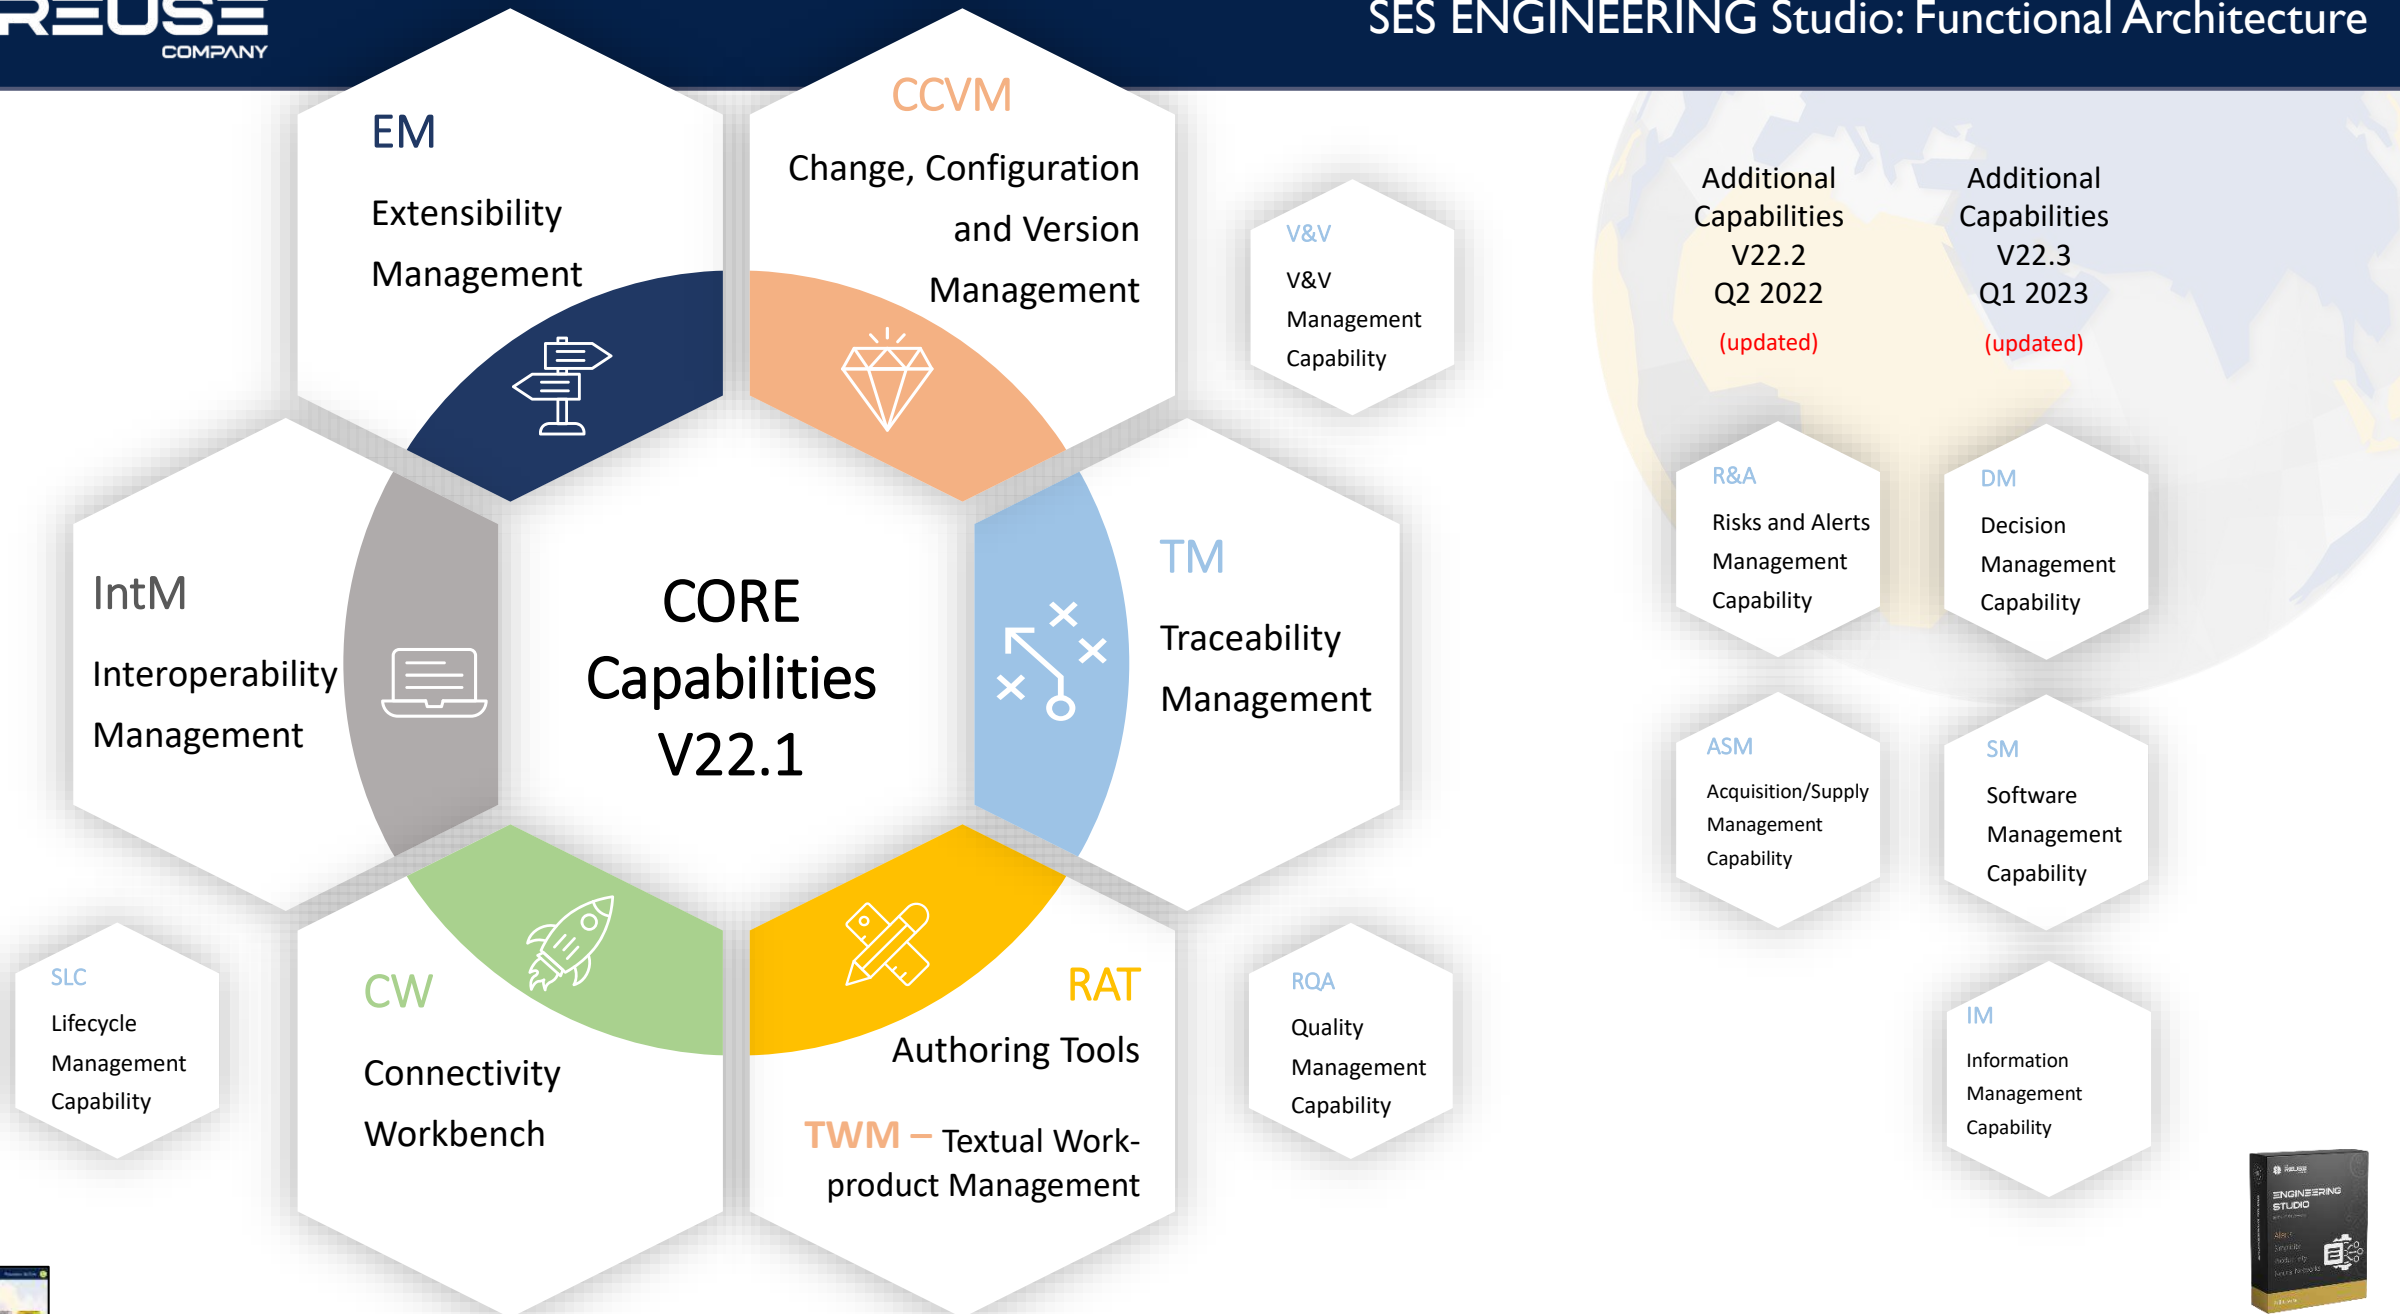 REUSE
COMPANY
SES ENGINEERING Studio: Functional Architecture
EM
Extensibility
Management
CCVM
Change, Configuration
and Version
Management
V&V
V&V
Management
Capability
Additional
Capabilities
V22.2
Q2 2022
(updated)
Additional
Capabilities
V22.3
Q1 2023
(updated)
IntM
Interoperability
Management
CORE
Capabilities
V22.1
TM
Traceability
Management
R&A
Risks and Alerts
Management
Capability
DM
Decision
Management
Capability
ASM
Acquisition/Supply
Management
Capability
SM
Software
Management
Capability
SLC
Lifecycle
Management
Capability
CW
Connectivity
Workbench
RAT
Authoring Tools
TWM – Textual Work-
product Management
RQA
Quality
Management
Capability
IM
Information
Management
Capability
REUSE
ENGINEERING
STUDIO